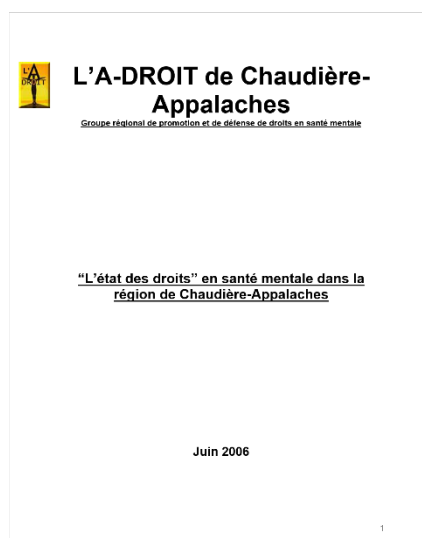 L'A
DROIT
L'A-DROIT de Chaudière-
Appalaches
Groupe régional de promotion et de défense de droits en santé mentale
“L'état des droits” en santé mentale dans la
région de Chaudière-Appalaches
Juin 2006
1